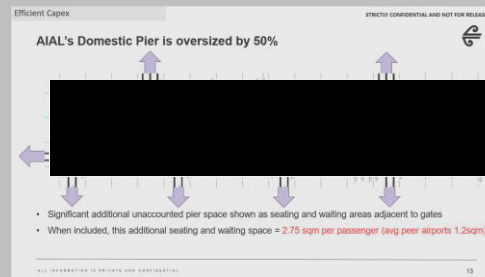 Efficient Capex
STRICTLY CONFIDENTIAL AND NOT FOR RELEASE
AIAL's Domestic Pier is oversized by 50%
• Significant additional unaccounted pier space shown as seating and waiting areas adjacent to gates
• When included, this additional seating and waiting space = 2.75 sqm per passenger (avg peer airports 1.2sqm)
ALL INFORMATION IS PRIVATE AND CONFIDENTIAL
13